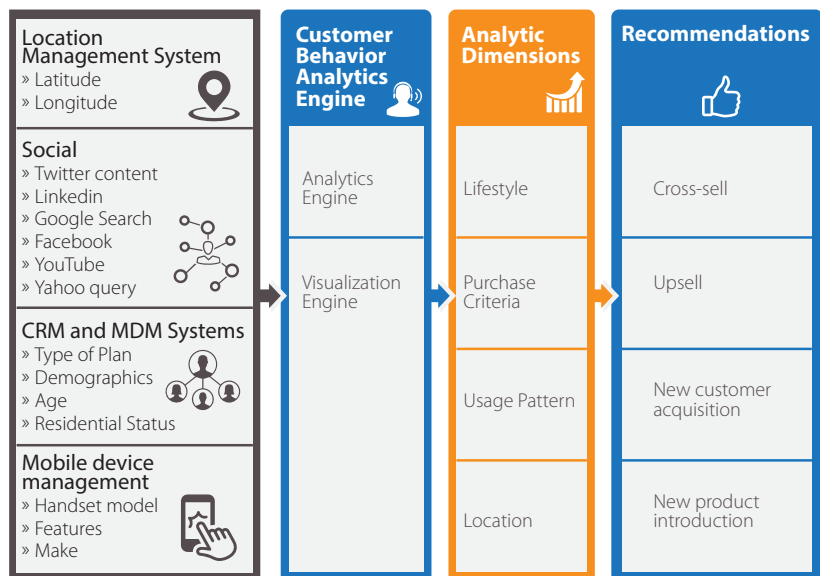 Location
Management System
» Latitude
» Longitude
Social
» Twitter content
» Linkedin
» Google Search
» Facebook
» YouTube
» Yahoo query
CRM and MDM Systems
» Type of Plan
» Demographics
» Age
» Residential Status
Mobile device
management
» Handset model
» Features
» Make
Customer
Behavior
Analytics
Engine
Analytics
Engine
Visualization
Engine
Analytic
Dimensions
Lifestyle
Purchase
Criteria
Usage Pattern
Location
Recommendations
Cross-sell
Upsell
New customer
acquisition
New product
introduction